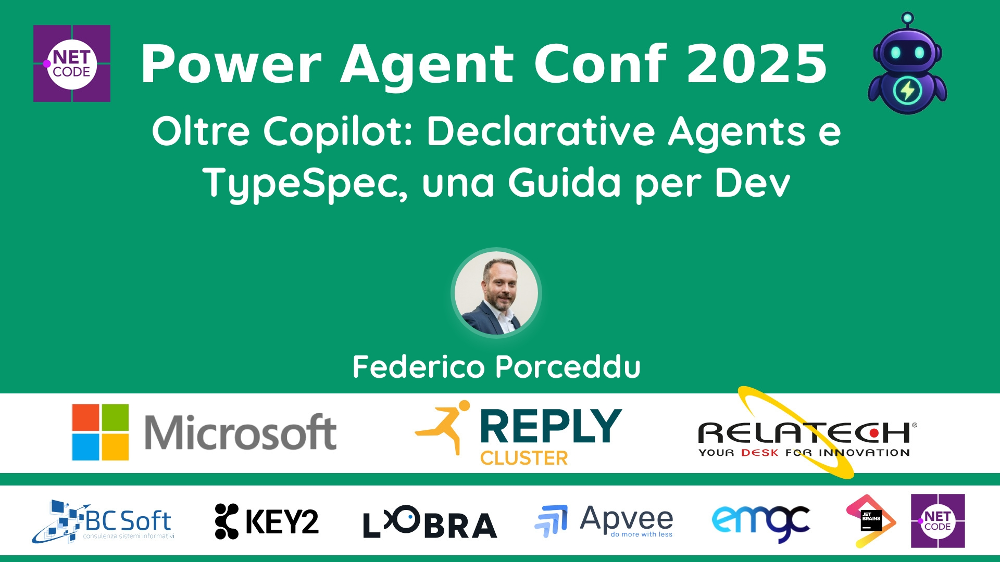 NET
CODE
Power Agent Conf 2025
Oltre Copilot: Declarative Agents e
TypeSpec, una Guida per Dev
Federico Porceddu
Microsoft
REPLY
CLUSTER
RELATECH®
YOUR DESK FOR INNOVATION
BC Soft
consulenza sistemi informativi
KEY2
LOBRA
Apvee
do more with less
emgc
JET
BRAINS
NET
CODE